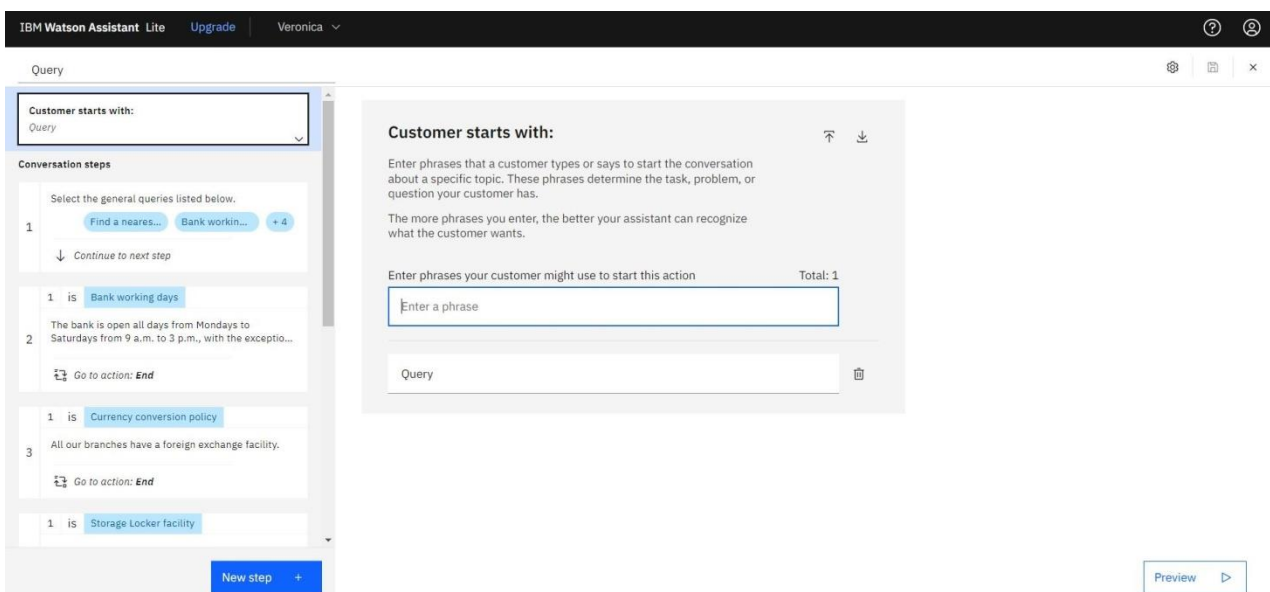 IBM Watson Assistant Lite Upgrade Veronica
Query
Customer starts with:
Query
Conversation steps
1
Select the general queries listed below.
Find a neares... Bank workin... + 4
Continue to next step
1 is Bank working days
2
The bank is open all days from Mondays to
Saturdays from 9 a.m. to 3 p.m., with the exceptio...
Go to action: End
1 is Currency conversion policy
3
All our branches have a foreign exchange facility.
Go to action: End
1 is Storage Locker facility
New step +
Customer starts with:
Enter phrases that a customer types or says to start the conversation
about a specific topic. These phrases determine the task, problem, or
question your customer has.
The more phrases you enter, the better your assistant can recognize
what the customer wants.
Enter phrases your customer might use to start this action Total: 1
Enter a phrase
Query
Preview